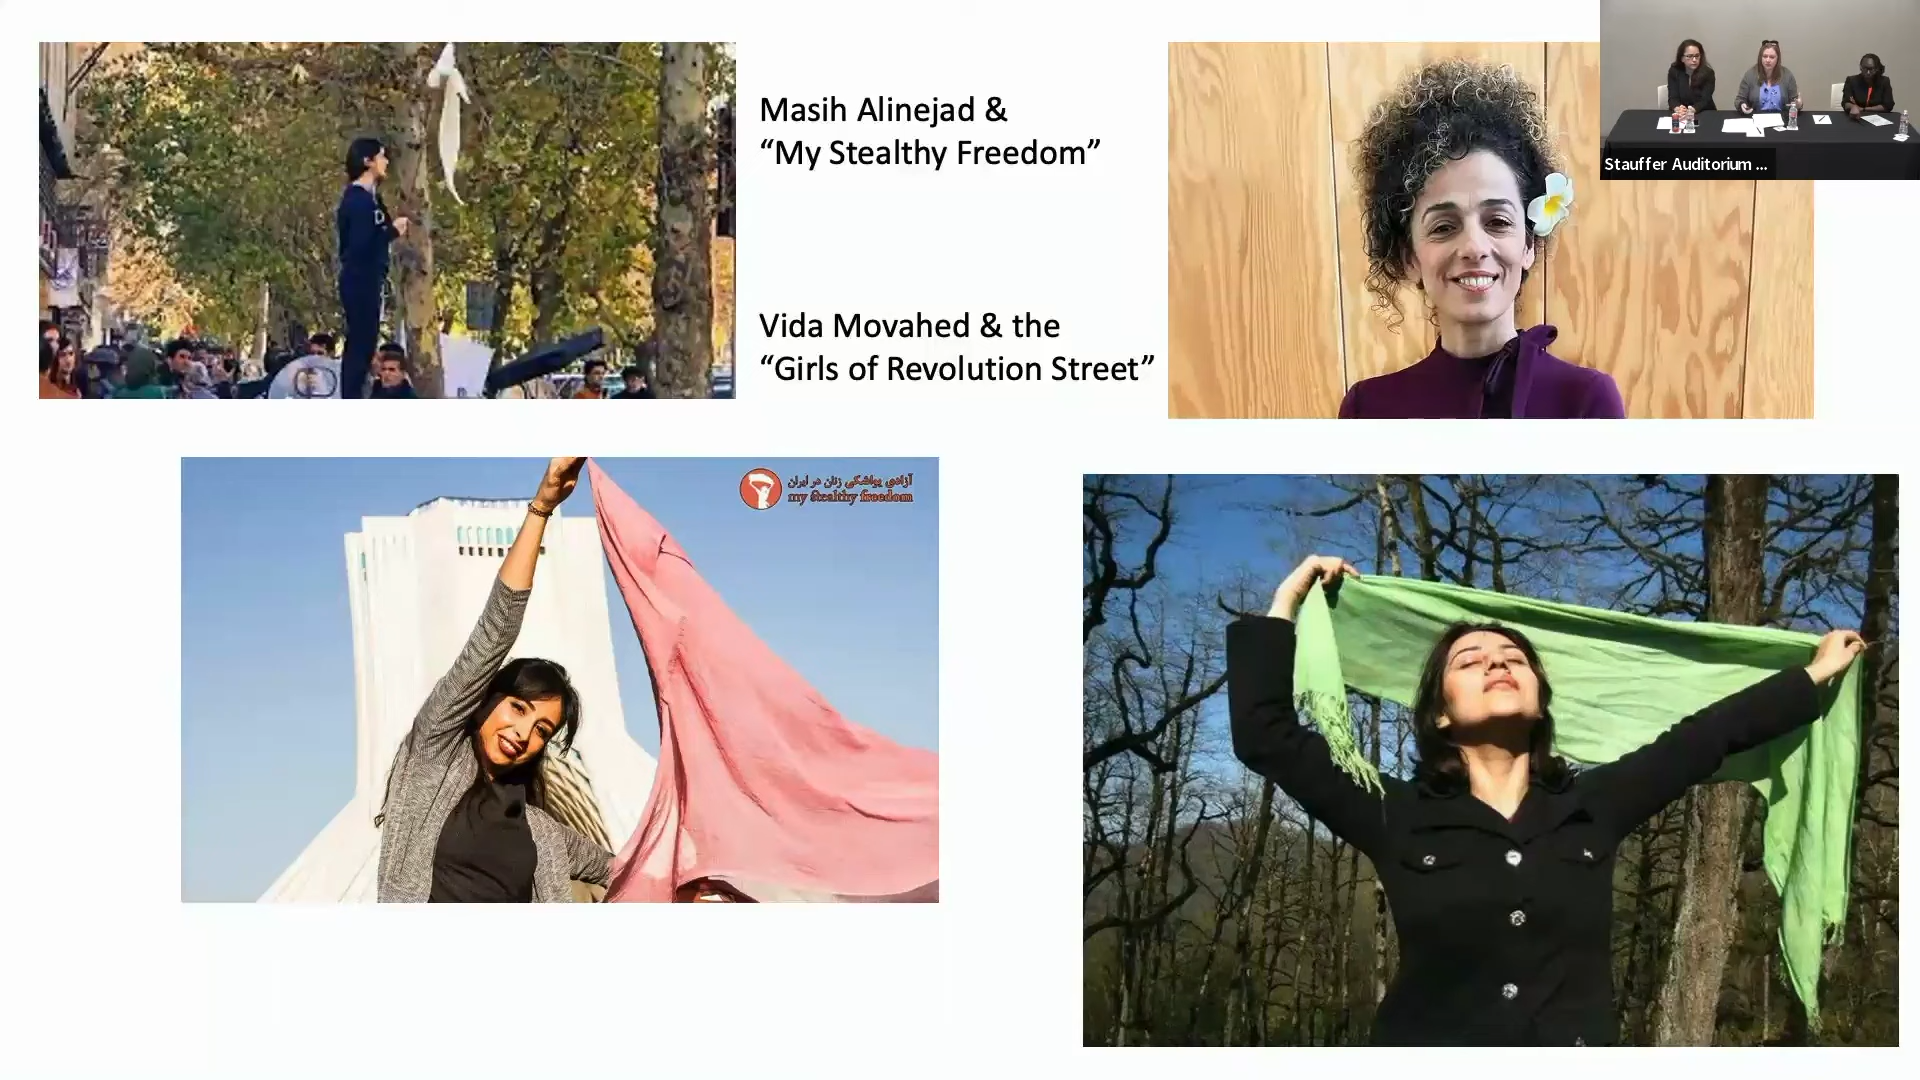 Masih Alinejad &
“My Stealthy Freedom”
Vida Movahed & the
“Girls of Revolution Street”
Stauffer Auditorium ...
آزادی یواشکی زنان در ایران
my stealthy freedom